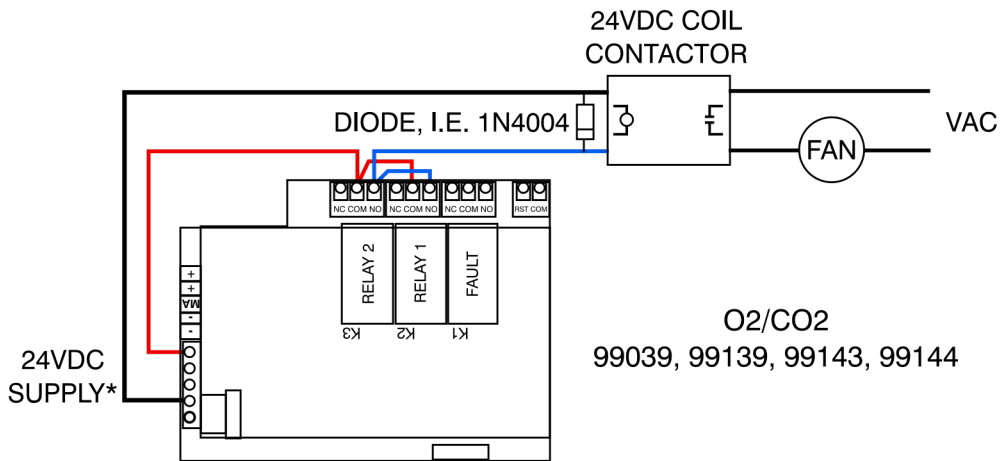 24VDC COIL
CONTACTOR
DIODE, I.E. 1N4004
VAC
FAN
NC COM NO
NC COM NO
NC COM NO
RST COM
RELAY 2
RELAY 1
FAULT
K3
K2
K1
+
+
MA
-
-
24VDC
SUPPLY*
O2/CO2
99039, 99139, 99143, 99144